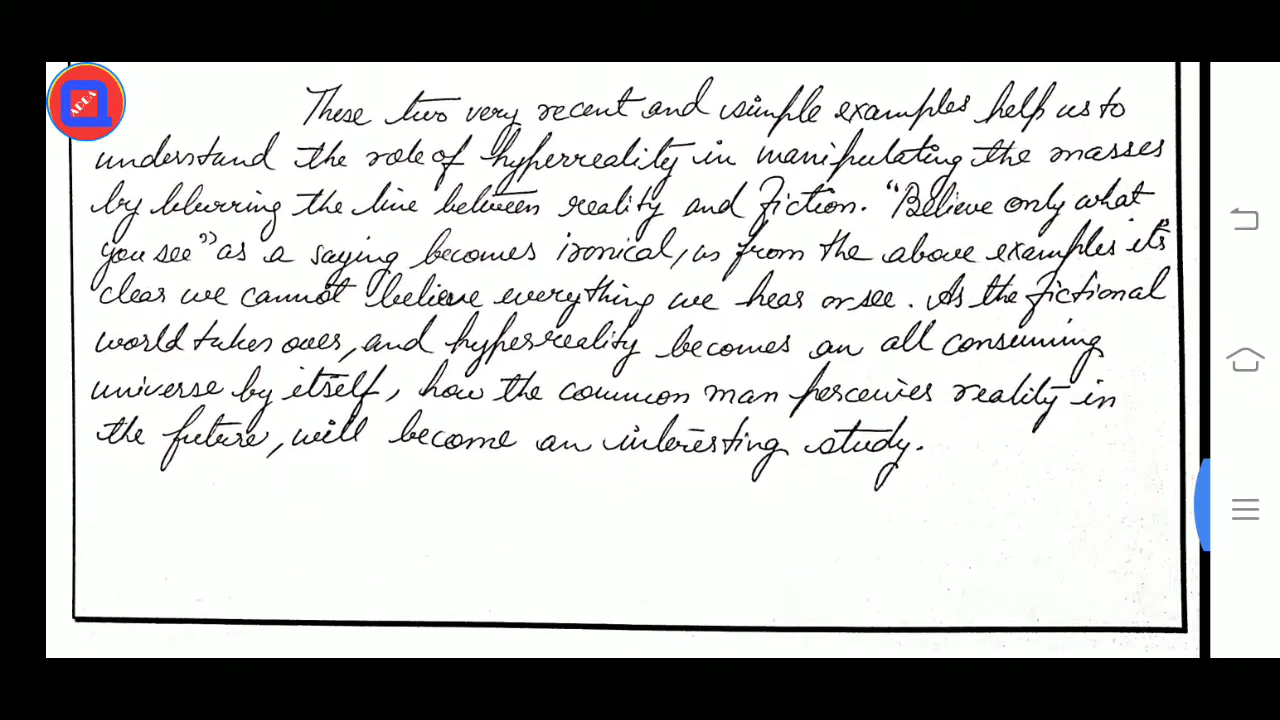 ADDA
These two very recent and simple examples help us to
understand the role of hyperreality in manipulating the masses
by blurring the line between reality and fiction. "Believe only what
you see" as a saying becomes ironical, as from the above examples it's
clear we cannot believe everything we hear or see. As the fictional
world takes over, and hyperreality becomes an all consuming
universe by itself, how the common man perceives reality in
the future, will become an interesting study.